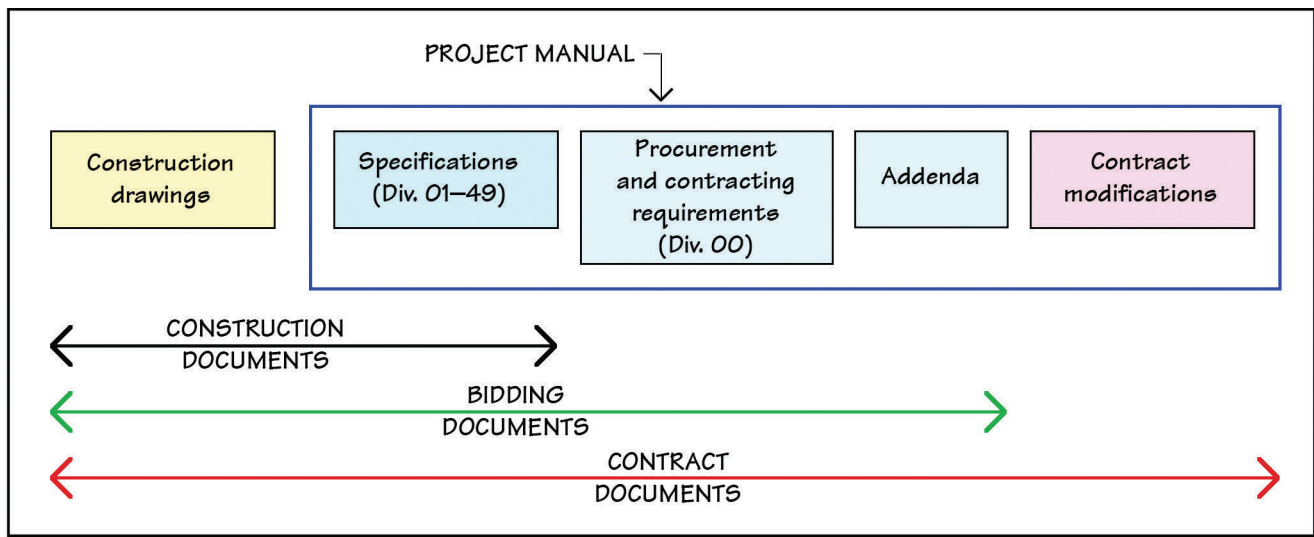 PROJECT MANUAL
Construction
drawings
Specifications
(Div. 01–49)
Procurement
and contracting
requirements
(Div. 00)
Addenda
Contract
modifications
CONSTRUCTION
DOCUMENTS
BIDDING
DOCUMENTS
CONTRACT
DOCUMENTS